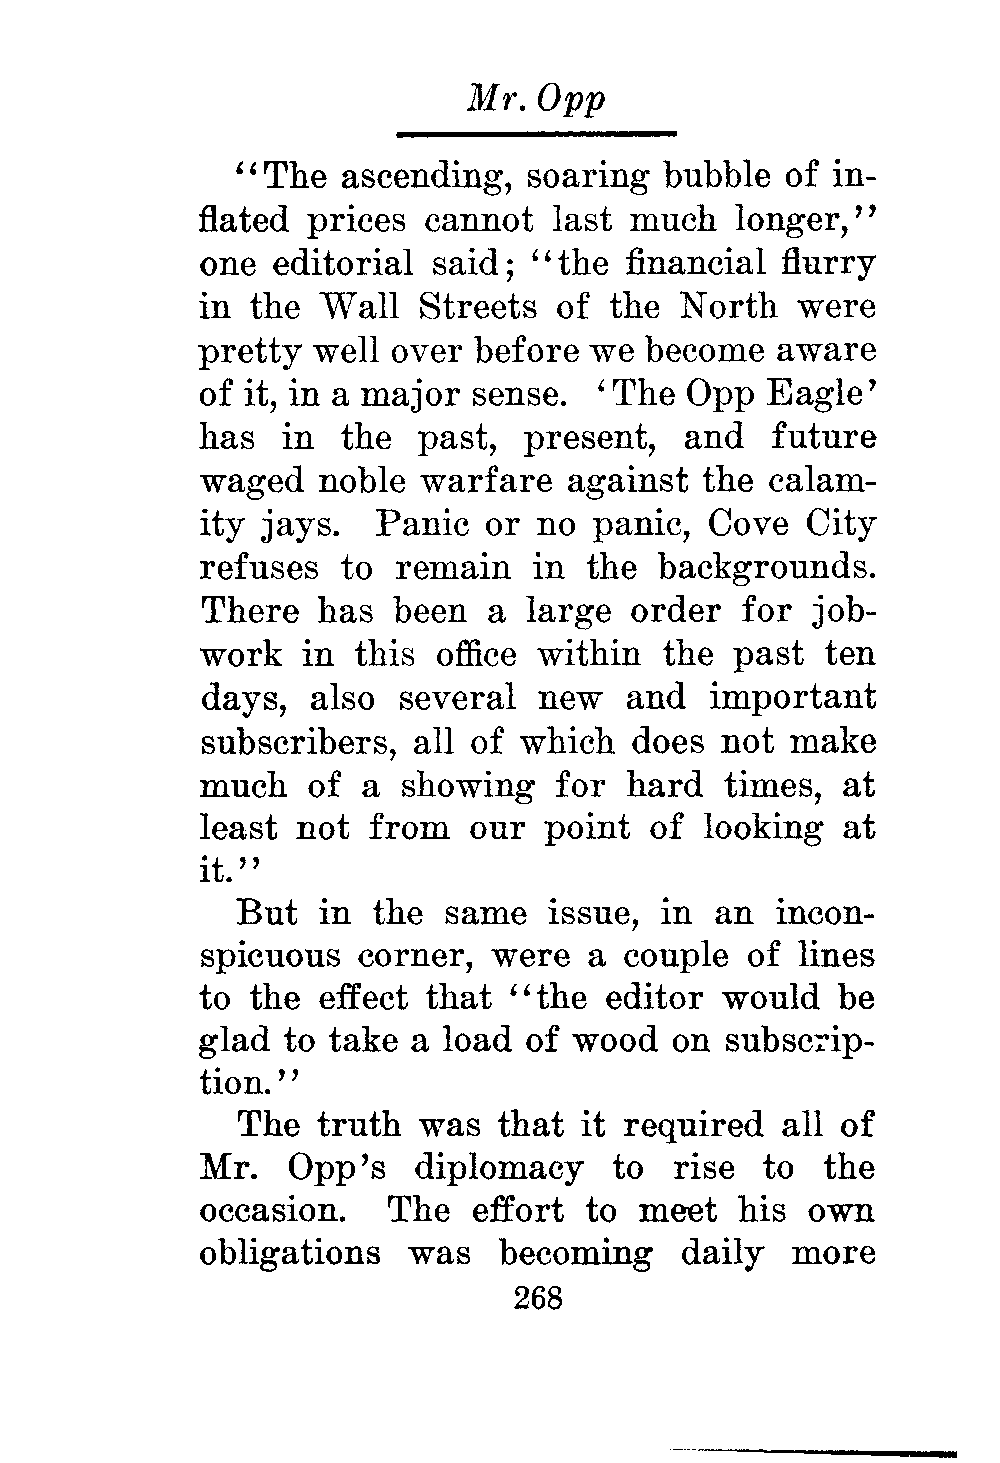 Mr. Opp
“The ascending, soaring bubble of in-
flated prices cannot last much longer,”
one editorial said; “the financial flurry
in the Wall Streets of the North were
pretty well over before we become aware
of it, in a major sense. ‘The Opp Eagle’
has in the past, present, and future
waged noble warfare against the calam-
ity jays. Panic or no panic, Cove City
refuses to remain in the backgrounds.
There has been a large order for job-
work in this office within the past ten
days, also several new and important
subscribers, all of which does not make
much of a showing for hard times, at
least not from our point of looking at
it.”
But in the same issue, in an incon-
spicuous corner, were a couple of lines
to the effect that “the editor would be
glad to take a load of wood on subscrip-
tion.”
The truth was that it required all of
Mr. Opp’s diplomacy to rise to the
occasion. The effort to meet his own
obligations was becoming daily more
268